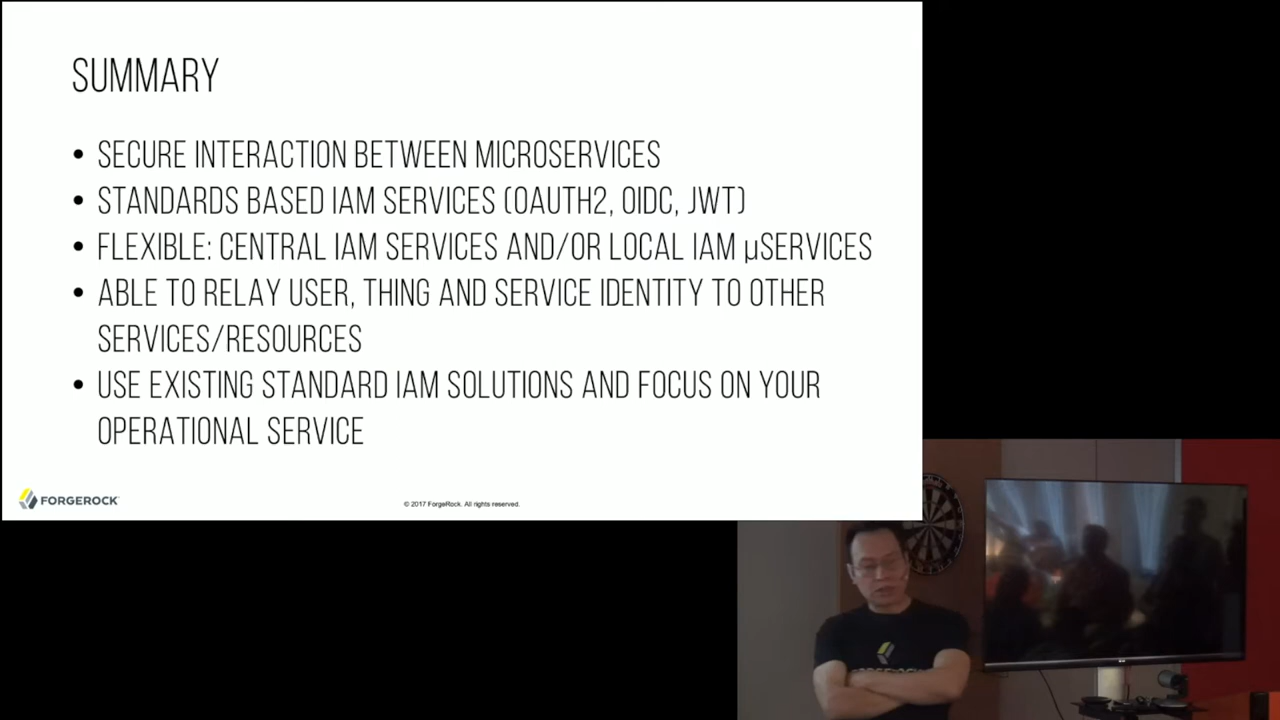 SUMMARY
• SECURE INTERACTION BETWEEN MICROSERVICES
• STANDARDS BASED IAM SERVICES (OAUTH2, OIDC, JWT)
• FLEXIBLE: CENTRAL IAM SERVICES AND/OR LOCAL IAM µSERVICES
• ABLE TO RELAY USER, THING AND SERVICE IDENTITY TO OTHER
SERVICES/RESOURCES
• USE EXISTING STANDARD IAM SOLUTIONS AND FOCUS ON YOUR
OPERATIONAL SERVICE
FORGEROCK
© 2017 ForgeRock. All rights reserved.